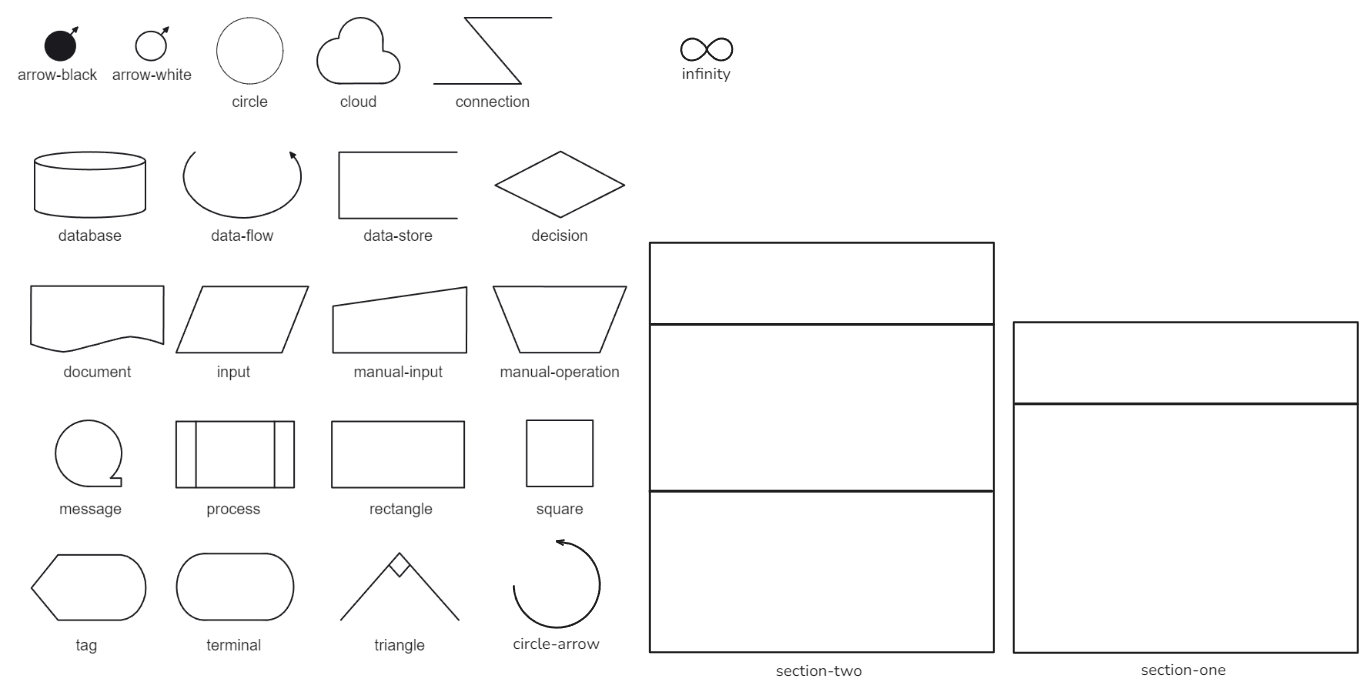 arrow-black
arrow-white
circle
cloud
connection
infinity
database
data-flow
data-store
decision
document
input
manual-input
manual-operation
message
process
rectangle
square
tag
terminal
triangle
circle-arrow
section-two
section-one